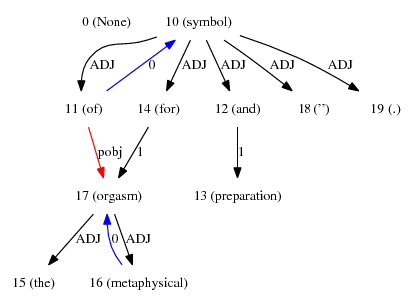 0 (None) 10 (symbol)
ADJ 0 ADJ ADJ ADJ ADJ
11 (of) 14 (for) 12 (and) 18 (”) 19 (.)
pobj 1 1
17 (orgasm) 13 (preparation)
ADJ 0 ADJ
15 (the) 16 (metaphysical)